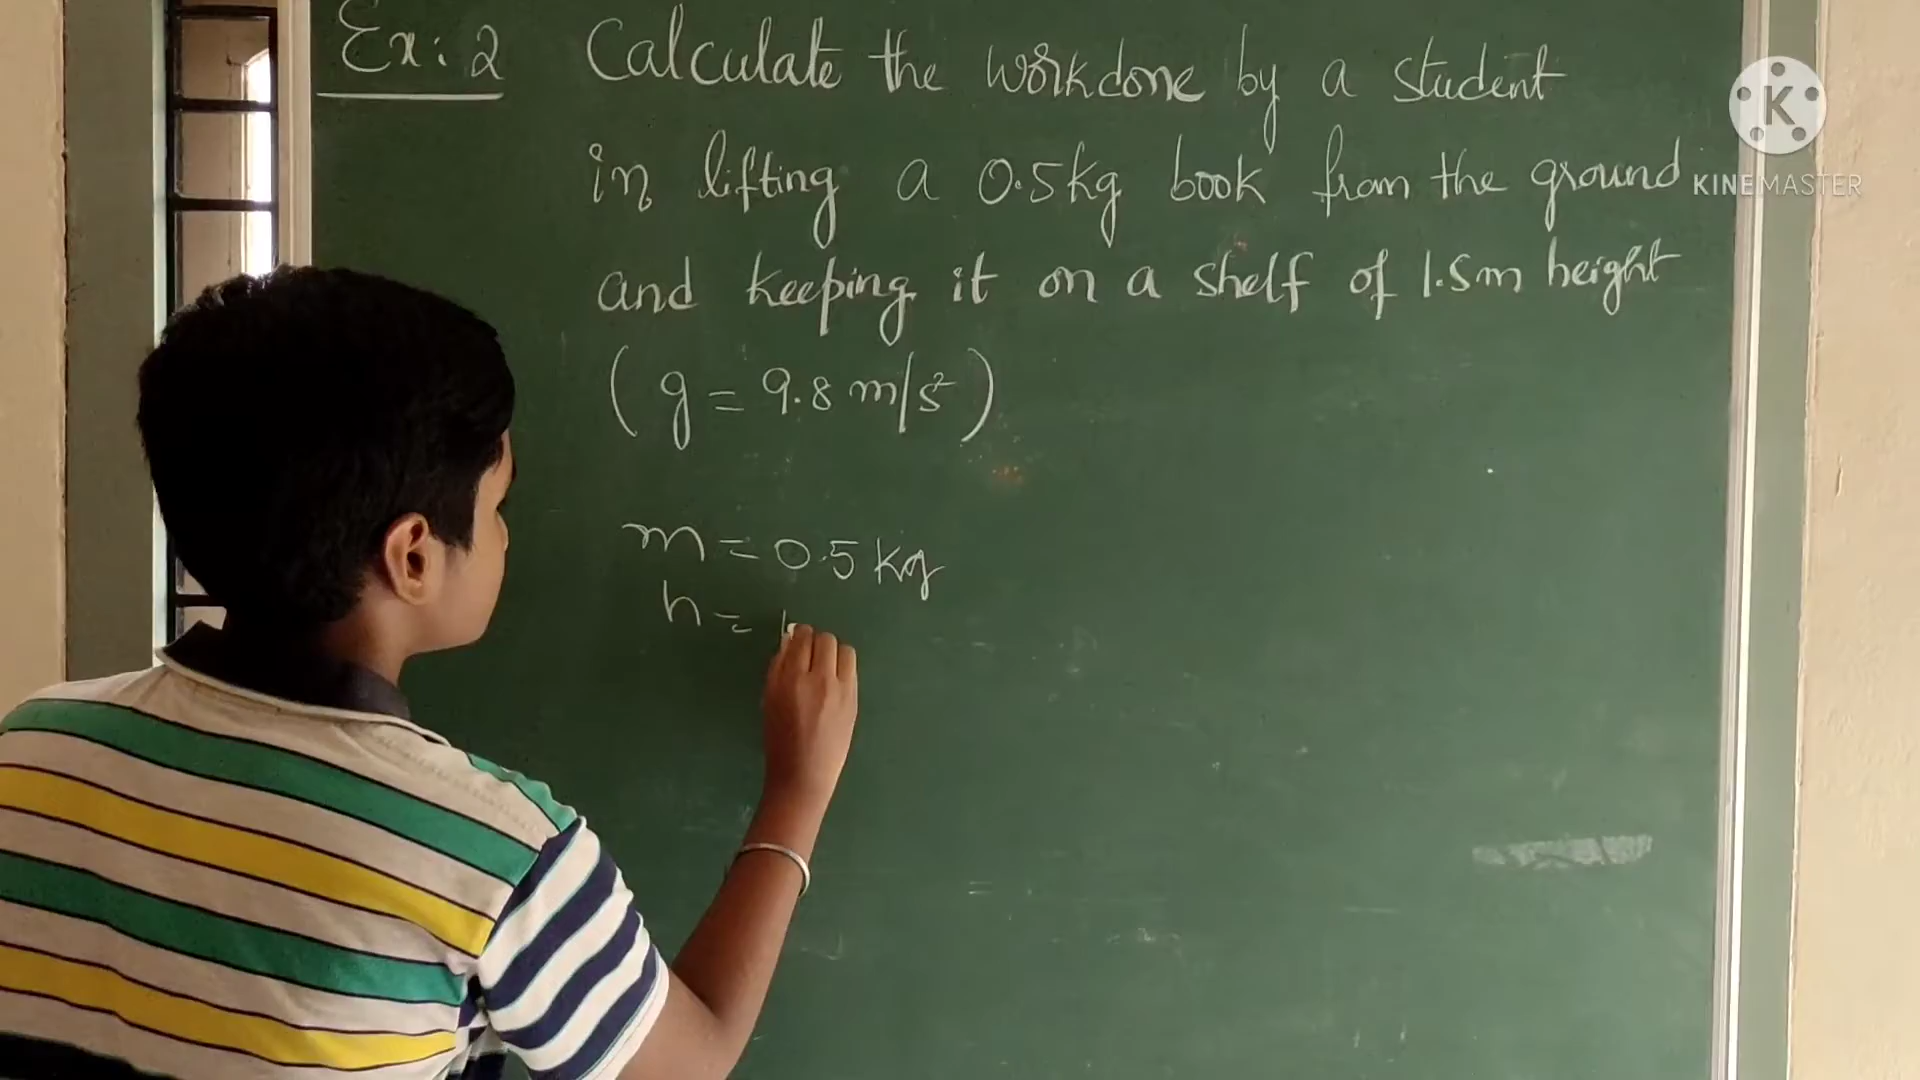 Ex: 2 Calculate the workdone by a student
in lifting a 0.5kg book from the ground
and keeping it on a shelf of 1.5m height
(g = 9.8 m/s²)
m = 0.5 kg
h = 1
K
KINEMASTER